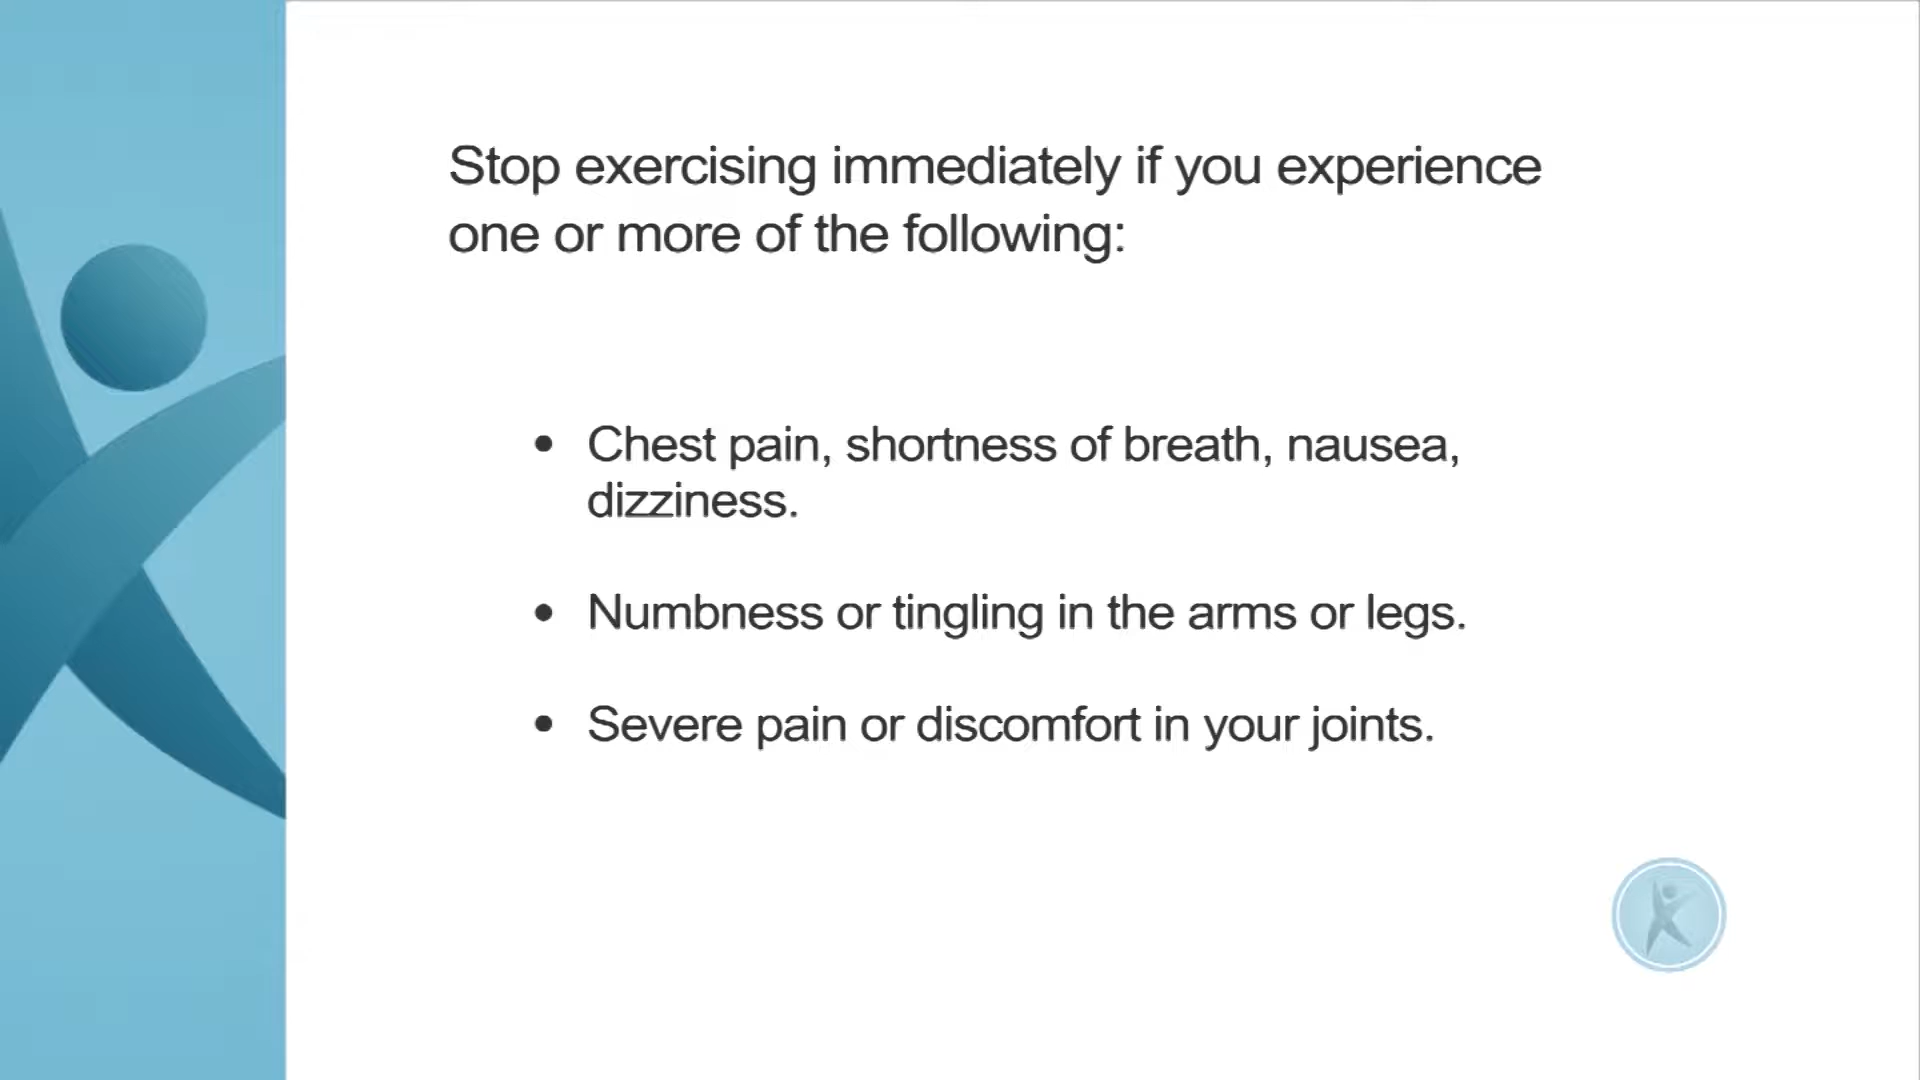 Stop exercising immediately if you experience
one or more of the following:
• Chest pain, shortness of breath, nausea,
dizziness.
• Numbness or tingling in the arms or legs.
• Severe pain or discomfort in your joints.